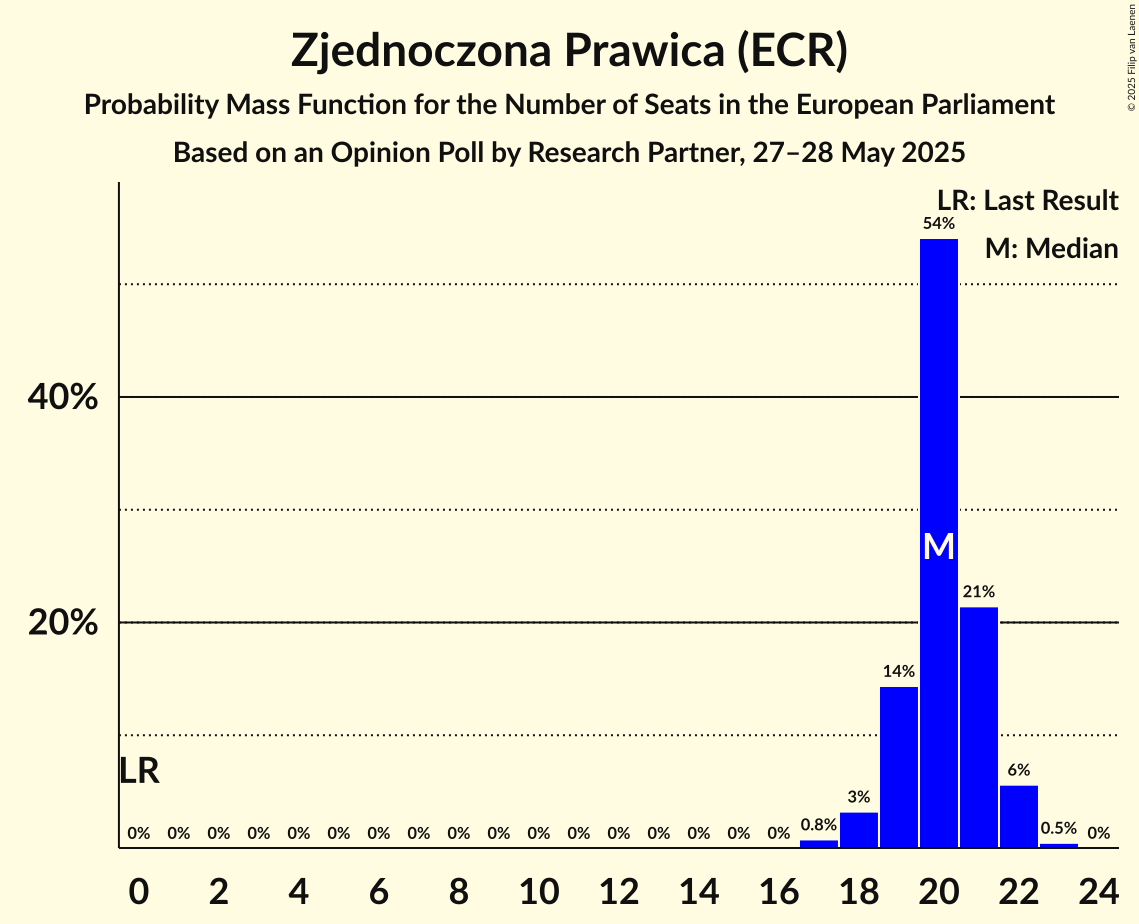 Zjednoczona Prawica (ECR)
Probability Mass Function for the Number of Seats in the European Parliament
Based on an Opinion Poll by Research Partner, 27–28 May 2025
© 2025 Filip van Laenen
LR: Last Result
M: Median
54%
40%
M
21%
20%
14%
LR
6%
3%
0% 0% 0% 0% 0% 0% 0% 0% 0% 0% 0% 0% 0% 0% 0% 0% 0% 0.8% 0.5% 0%
0 2 4 6 8 10 12 14 16 18 20 22 24